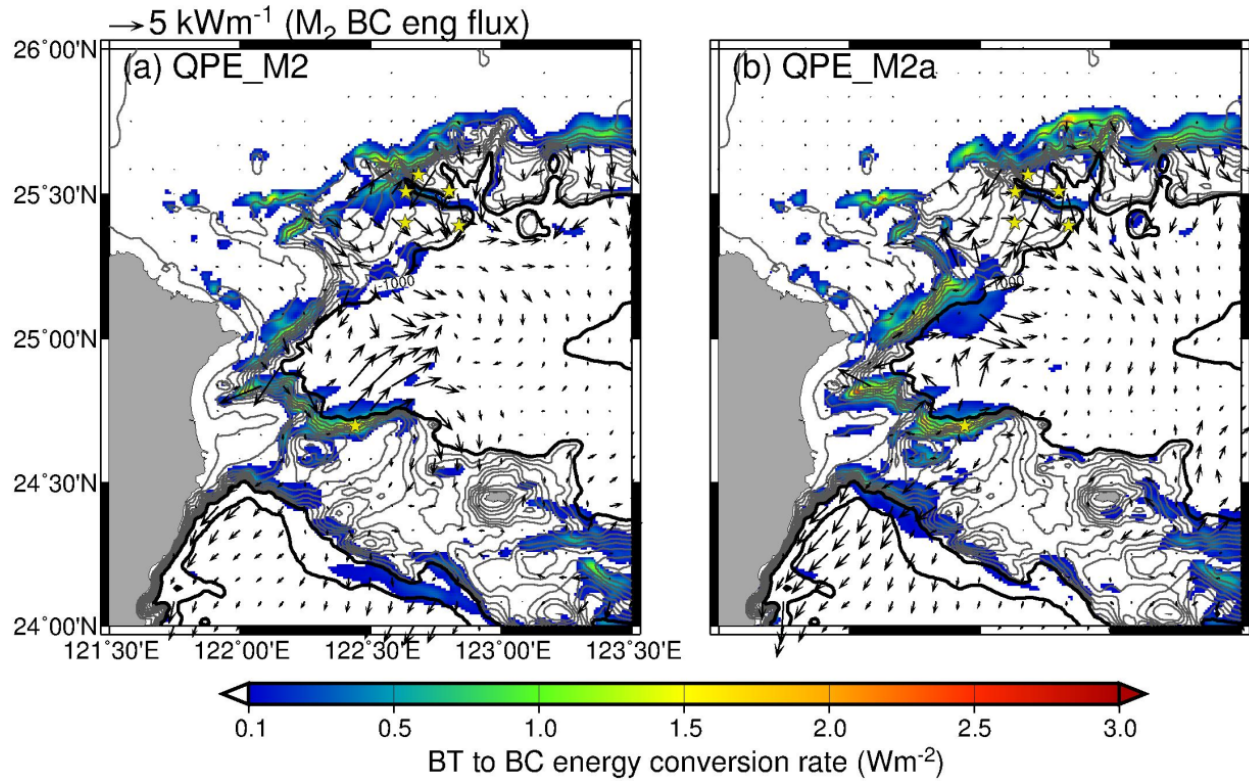 5 kWm⁻¹ (M₂ BC eng flux)
26˚00'N
(a) QPE_M2
(b) QPE_M2a
25˚30'N
-1000
-1000
25˚00'N
24˚30'N
24˚00'N
121˚30'E 122˚00'E 122˚30'E 123˚00'E 123˚30'E
0.1 0.5 1.0 1.5 2.0 2.5 3.0
BT to BC energy conversion rate (Wm⁻²)